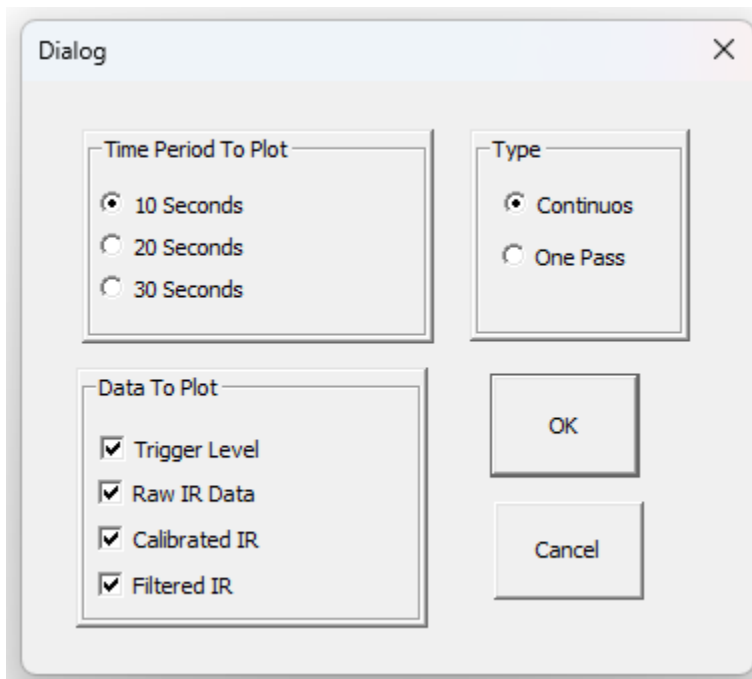 Dialog
Time Period To Plot
10 Seconds
20 Seconds
30 Seconds
Type
Continuos
One Pass
Data To Plot
Trigger Level
Raw IR Data
Calibrated IR
Filtered IR
OK
Cancel